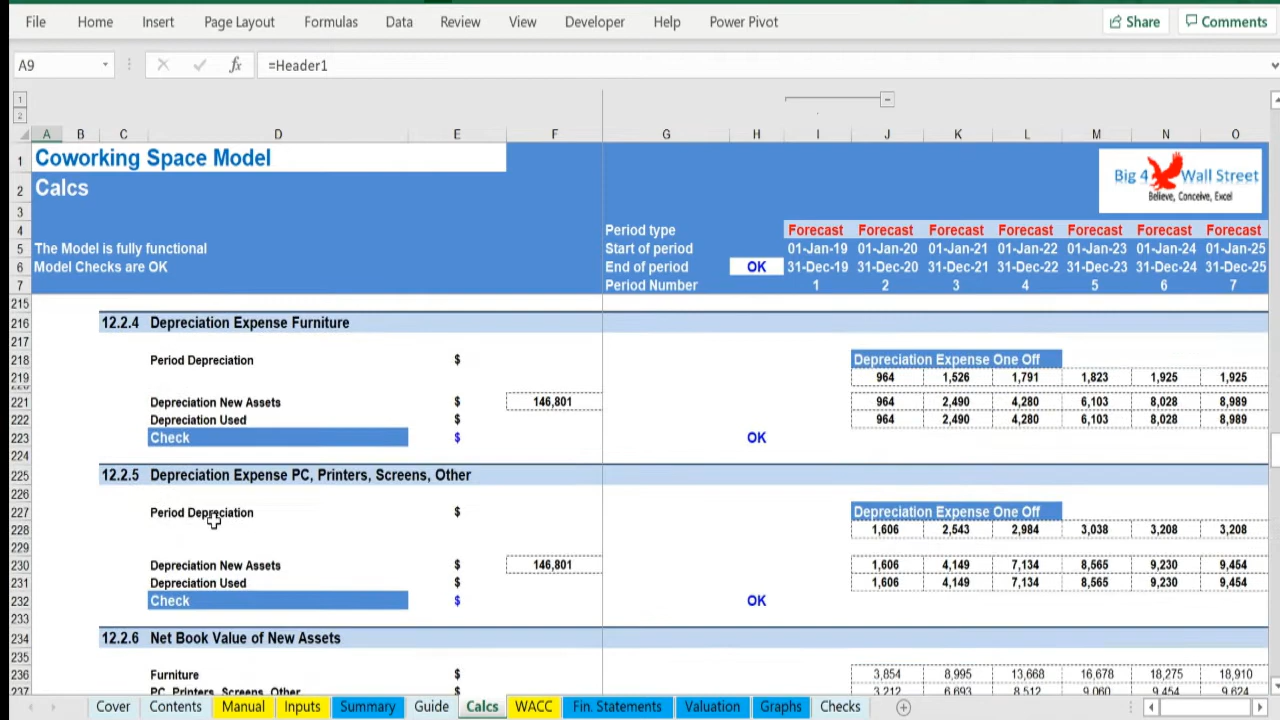 File Home Insert Page Layout Formulas Data Review View Developer Help Power Pivot Share Comments
A9 fx =Header1
1
2
A B C D E F G H I J K L M N O
1 Coworking Space Model
2 Calcs Big 4 Wall Street
Believe, Conceive, Excel
3
4 Period type Forecast Forecast Forecast Forecast Forecast Forecast Forecast
5 The Model is fully functional Start of period 01-Jan-19 01-Jan-20 01-Jan-21 01-Jan-22 01-Jan-23 01-Jan-24 01-Jan-25
6 Model Checks are OK End of period OK 31-Dec-19 31-Dec-20 31-Dec-21 31-Dec-22 31-Dec-23 31-Dec-24 31-Dec-25
7 Period Number 1 2 3 4 5 6 7
215
216 12.2.4 Depreciation Expense Furniture
217
218 Period Depreciation $ Depreciation Expense One Off
219 964 1,526 1,791 1,823 1,925 1,925
221 Depreciation New Assets $ 146,801 964 2,490 4,280 6,103 8,028 8,989
222 Depreciation Used $ 964 2,490 4,280 6,103 8,028 8,989
223 Check $ OK
224
225 12.2.5 Depreciation Expense PC, Printers, Screens, Other
226
227 Period Depreciation $ Depreciation Expense One Off
228 1,606 2,543 2,984 3,038 3,208 3,208
229
230 Depreciation New Assets $ 146,801 1,606 4,149 7,134 8,565 9,230 9,454
231 Depreciation Used $ 1,606 4,149 7,134 8,565 9,230 9,454
232 Check $ OK
233
234 12.2.6 Net Book Value of New Assets
235
236 Furniture $ 3,854 8,995 13,668 16,678 18,275 18,910
237 PC, Printers, Screens, Other $ 3,212 6,693 8,512 9,060 9,454 9,624
Cover Contents Manual Inputs Summary Guide Calcs WACC Fin. Statements Valuation Graphs Checks